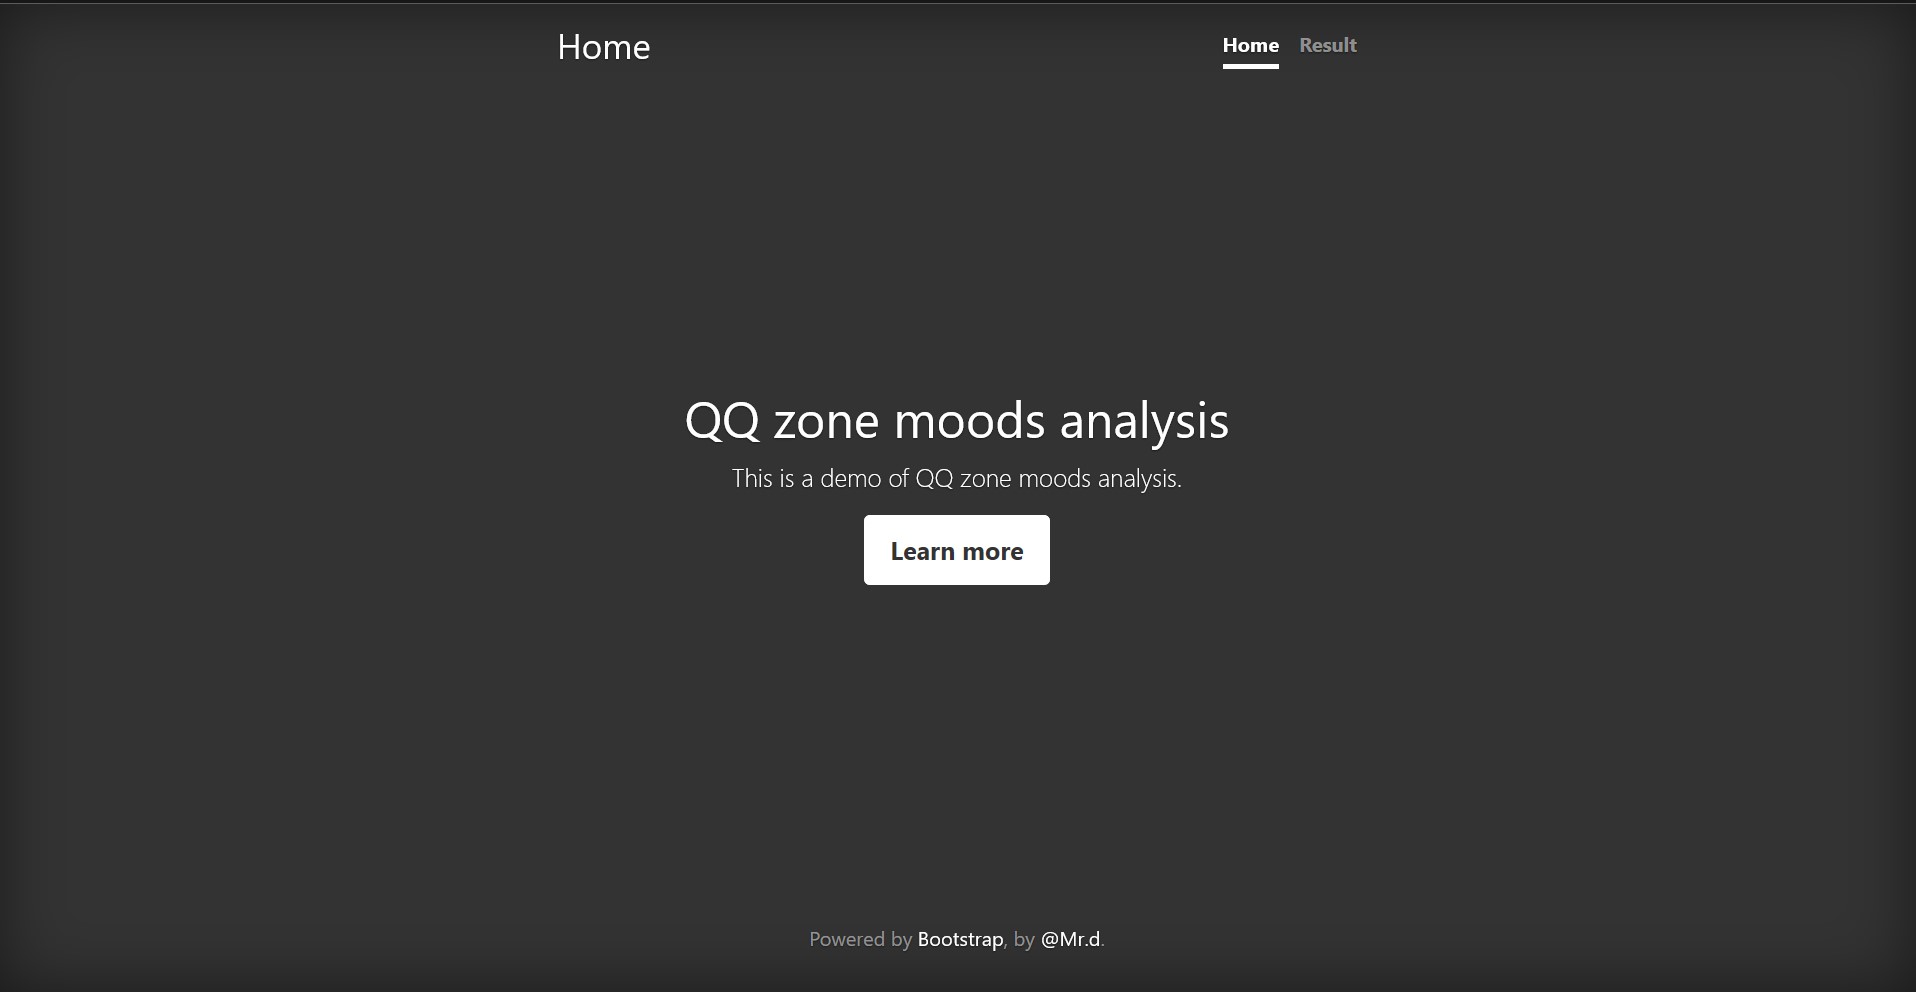 Home
Home Result
QQ zone moods analysis
This is a demo of QQ zone moods analysis.
Learn more
Powered by Bootstrap, by @Mr.d.